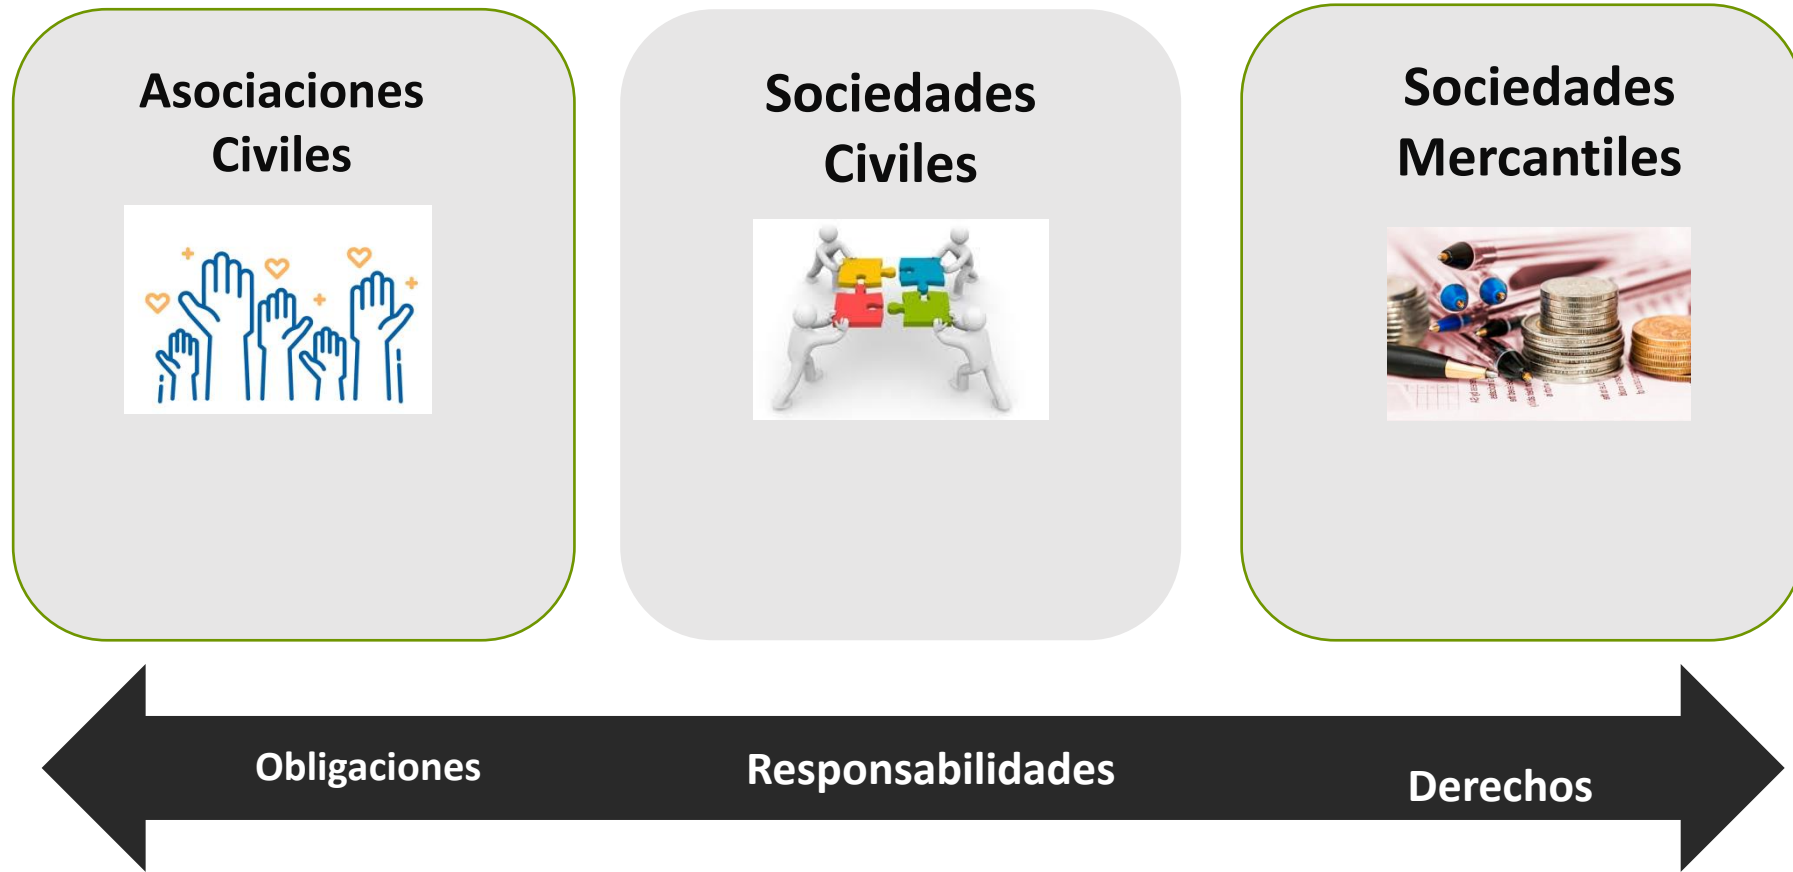 Asociaciones
Civiles
Sociedades
Civiles
Sociedades
Mercantiles
Obligaciones
Responsabilidades
Derechos